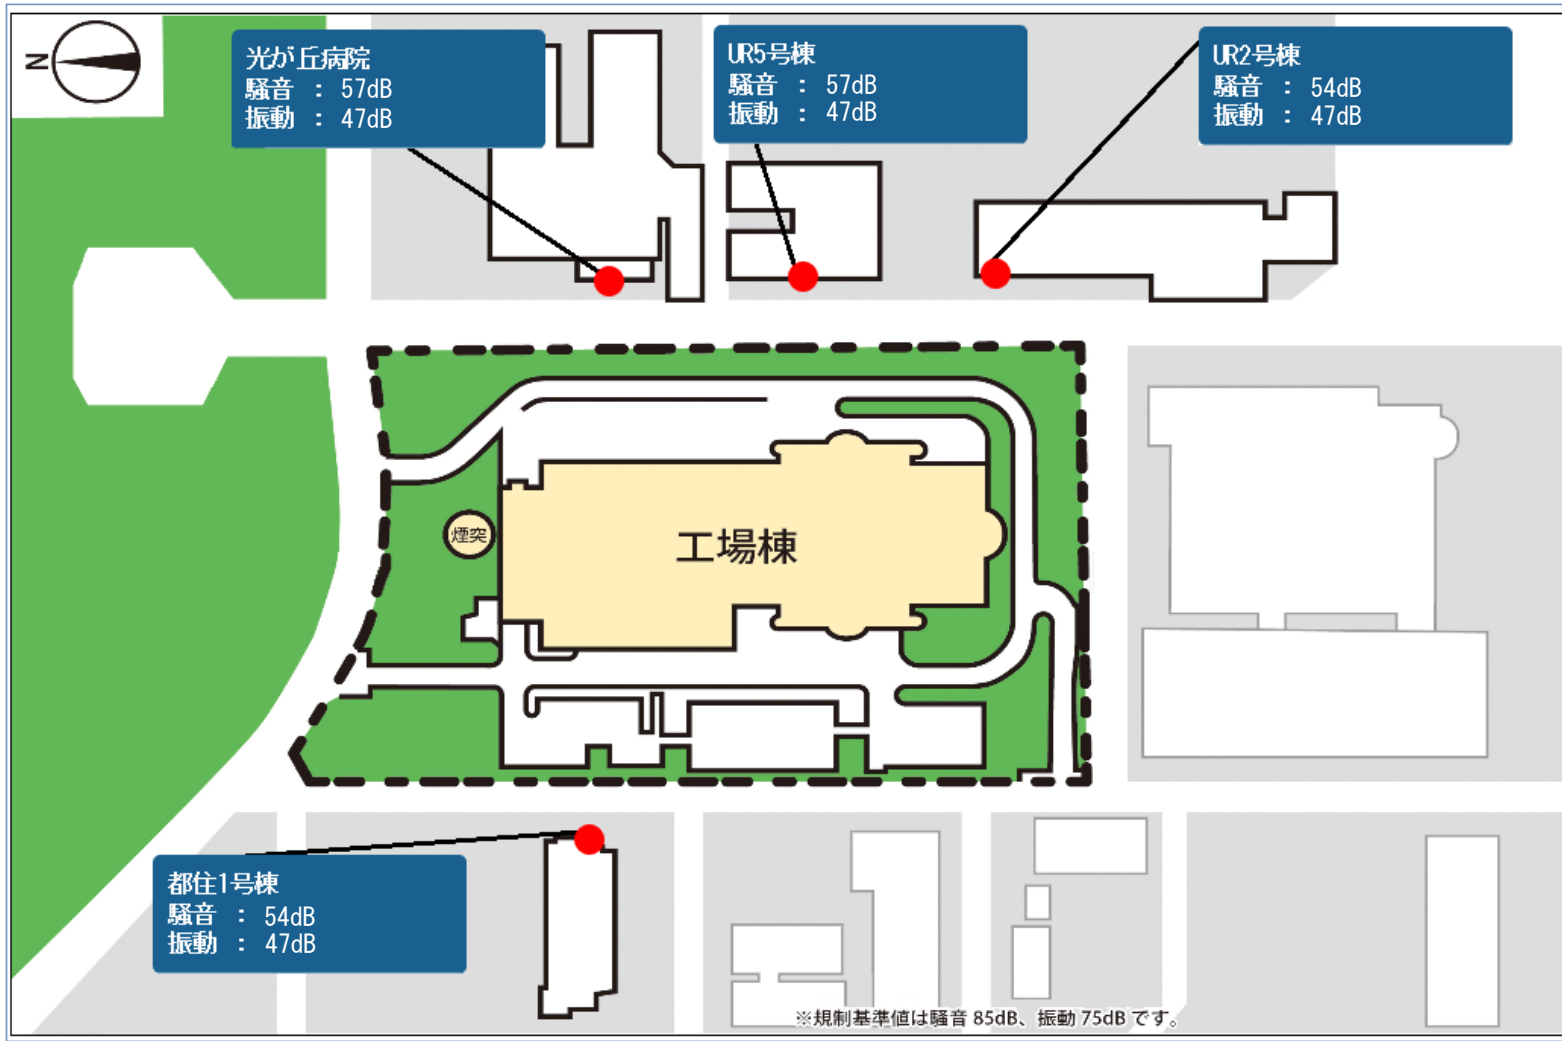 N
光が丘病院
騒音 : 57dB
振動 : 47dB
UR5号棟
騒音 : 57dB
振動 : 47dB
UR2号棟
騒音 : 54dB
振動 : 47dB
煙突
工場棟
都住1号棟
騒音 : 54dB
振動 : 47dB
※規制基準値は騒音 85dB、振動 75dB です。